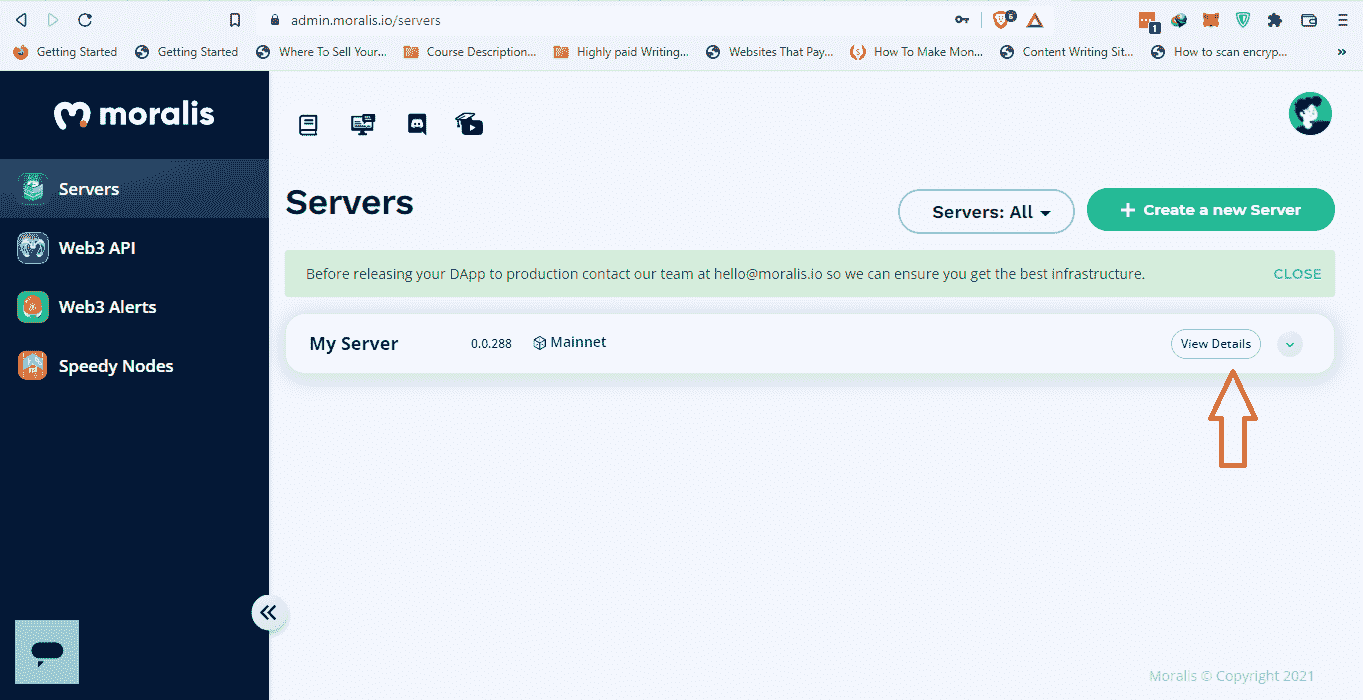 admin.moralis.io/servers
6
1
Getting Started
Getting Started
Where To Sell Your...
Course Description...
Highly paid Writing...
Websites That Pay...
How To Make Mon...
Content Writing Sit...
How to scan encryp...
»
moralis
Servers
Web3 API
Web3 Alerts
Speedy Nodes
Servers
Servers: All
+ Create a new Server
Before releasing your DApp to production contact our team at hello@moralis.io so we can ensure you get the best infrastructure.
CLOSE
My Server
0.0.288
Mainnet
View Details
Moralis © Copyright 2021